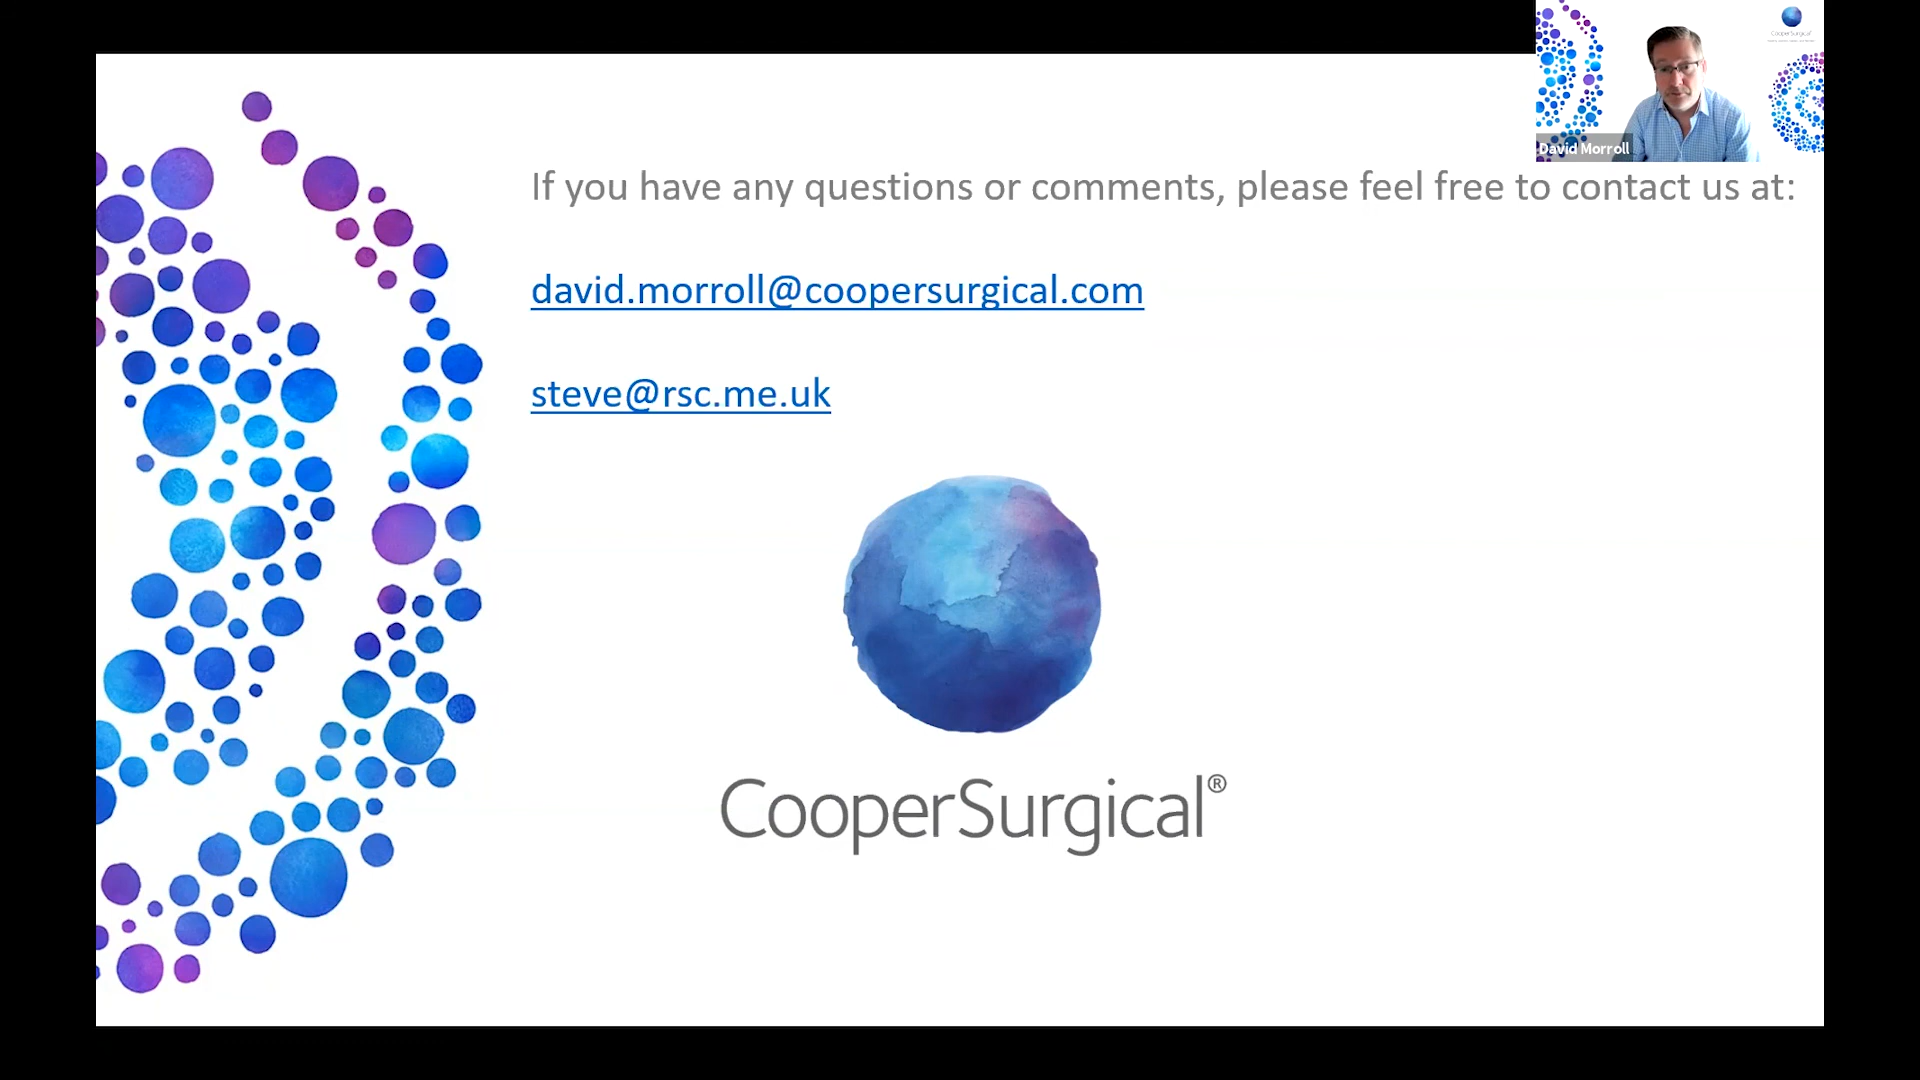 CooperSurgical
David Morroll
If you have any questions or comments, please feel free to contact us at:
david.morroll@coopersurgical.com
steve@rsc.me.uk
CooperSurgical®